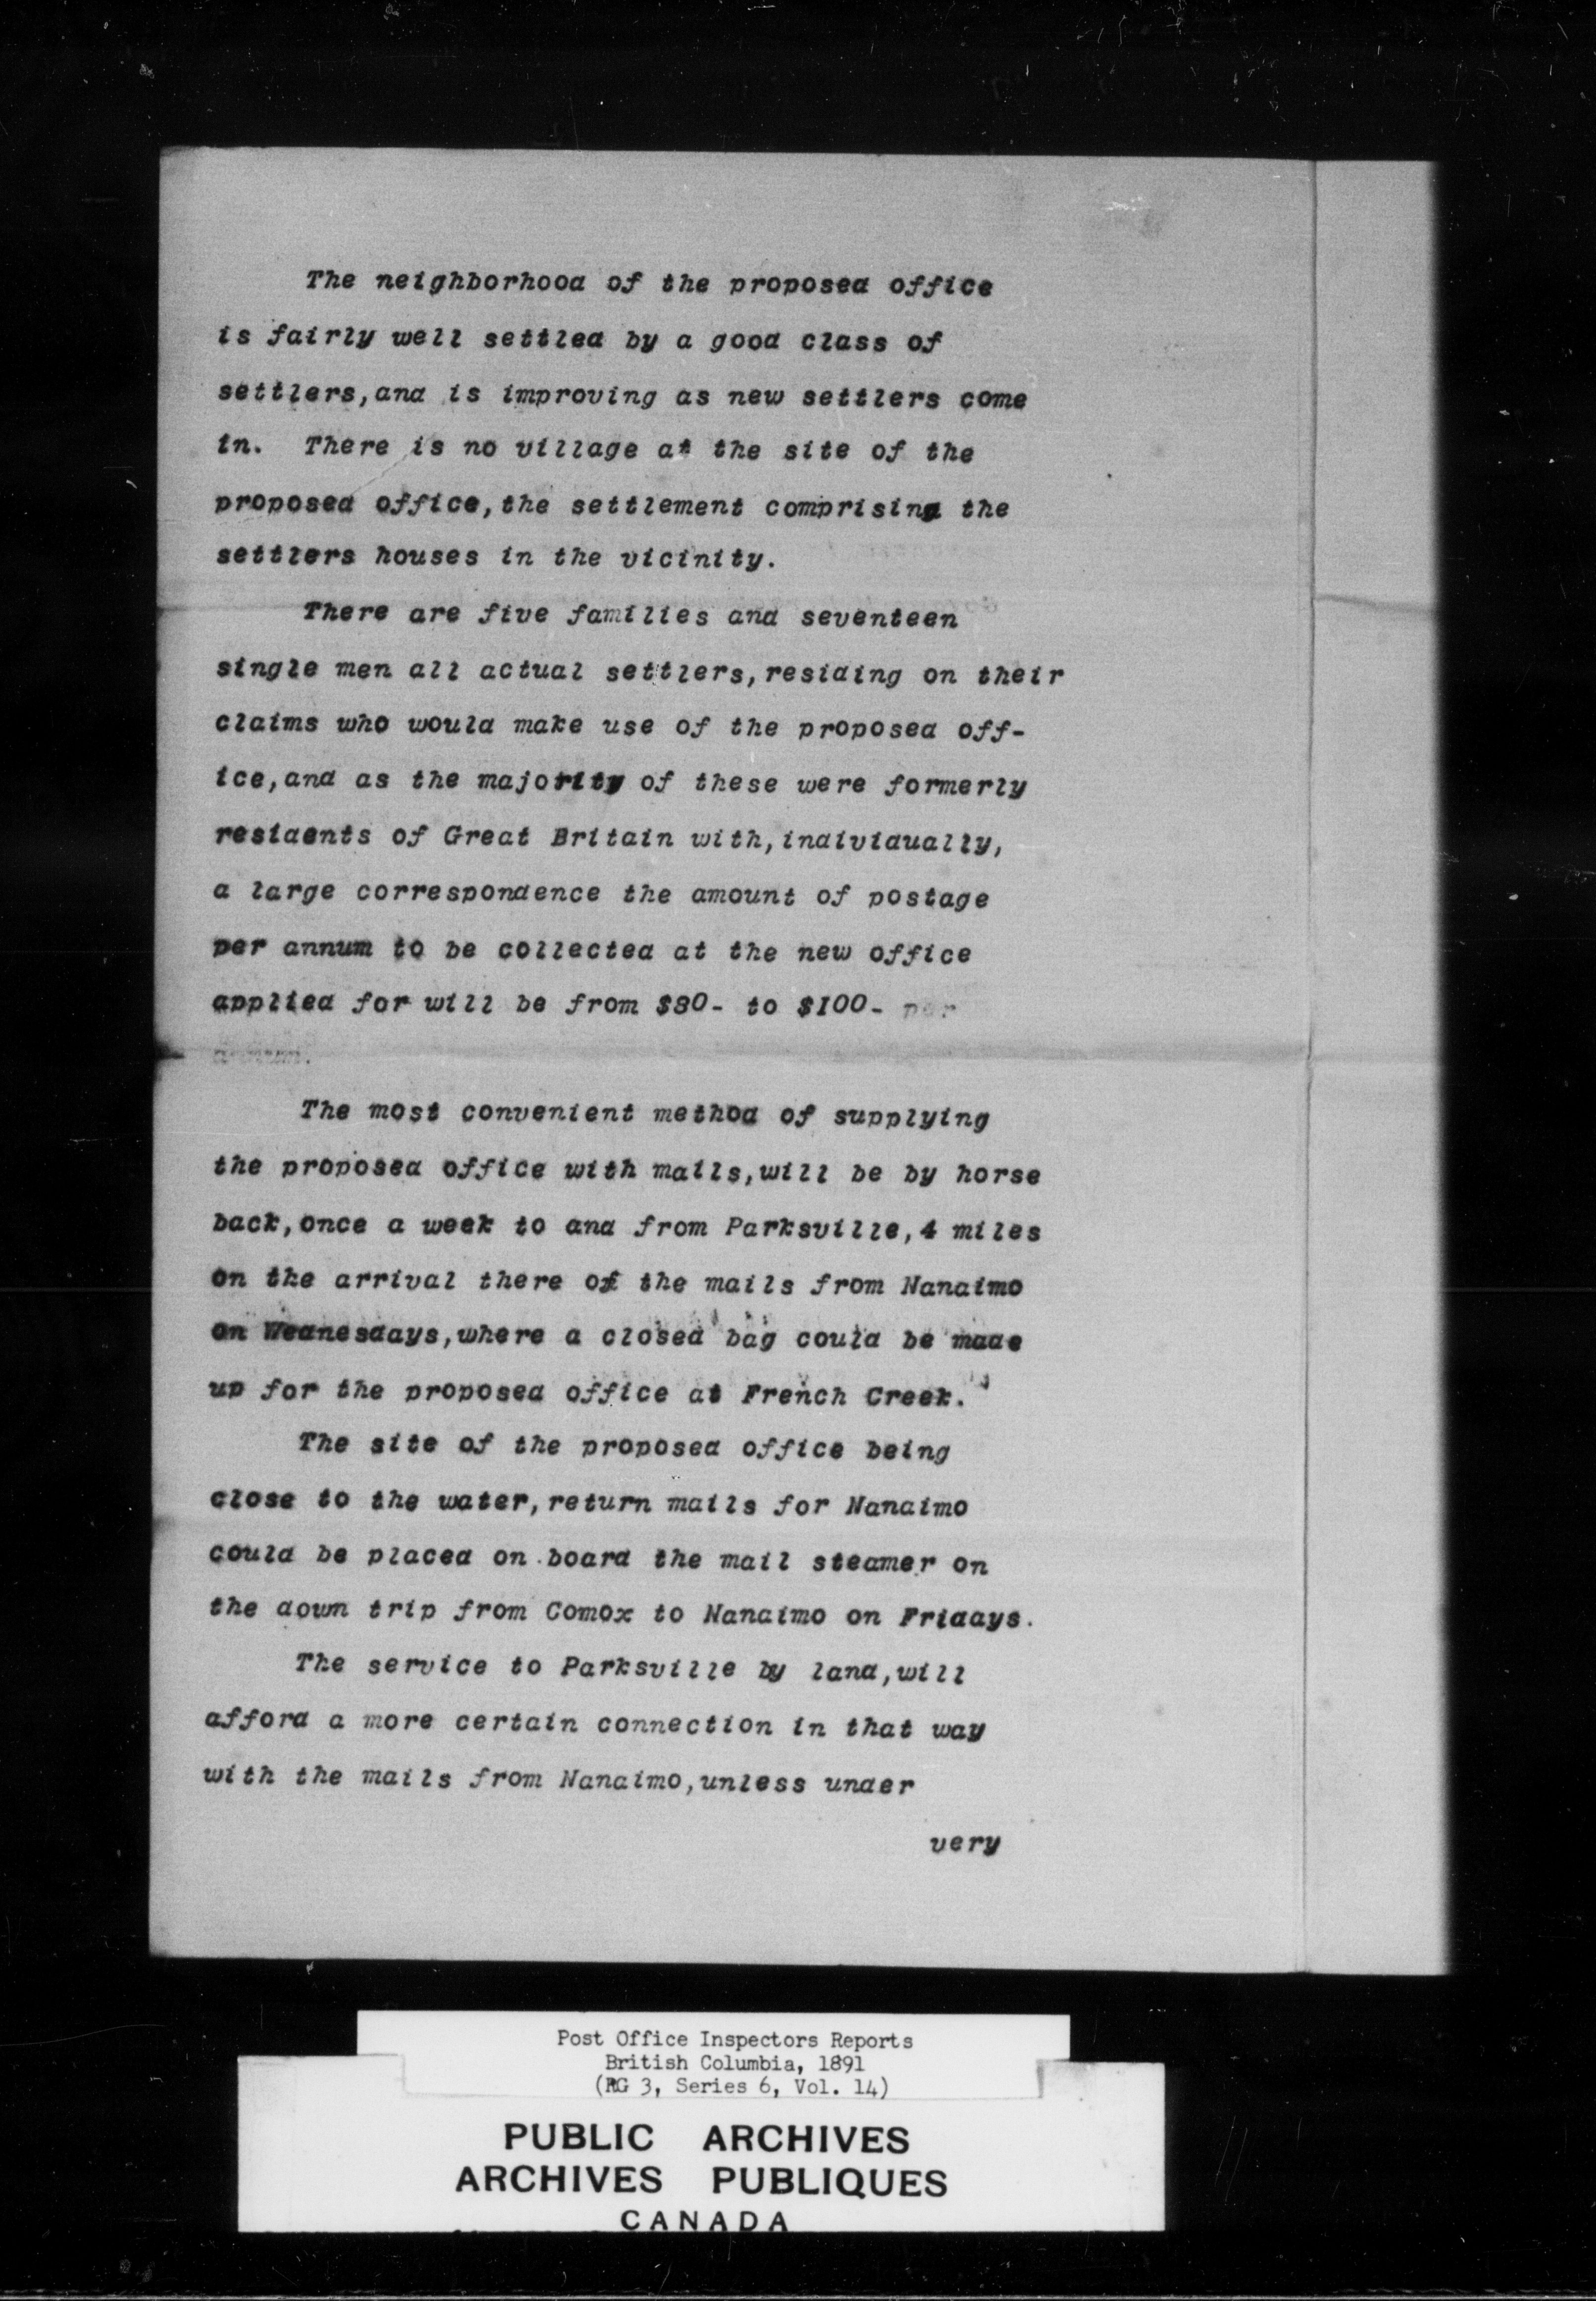 The neighborhood of the proposed office
is fairly well settled by a good class of
settlers,and is improving as new settlers come
in. There is no village at the site of the
proposed office,the settlement comprising the
settlers houses in the vicinity.
There are five families and seventeen
single men all actual settlers,residing on their
claims who would make use of the proposed off-
ice,and as the majority of these were formerly
residents of Great Britain with,individually,
a large correspondence the amount of postage
per annum to be collected at the new office
applied for will be from $80- to $100- per
annum.
The most convenient method of supplying
the proposed office with mails,will be by horse
back,once a week to and from Parksville,4 miles
on the arrival there of the mails from Nanaimo
on Wednesdays,where a closed bag could be made
up for the proposed office at French Creek.
The site of the proposed office being
close to the water,return mails for Nanaimo
could be placed on board the mail steamer on
the down trip from Comox to Nanaimo on Fridays.
The service to Parksville by land,will
afford a more certain connection in that way
with the mails from Nanaimo,unless under
very
Post Office Inspectors Reports
British Columbia, 1891
(RG 3, Series 6, Vol. 14)
PUBLIC ARCHIVES
ARCHIVES PUBLIQUES
CANADA